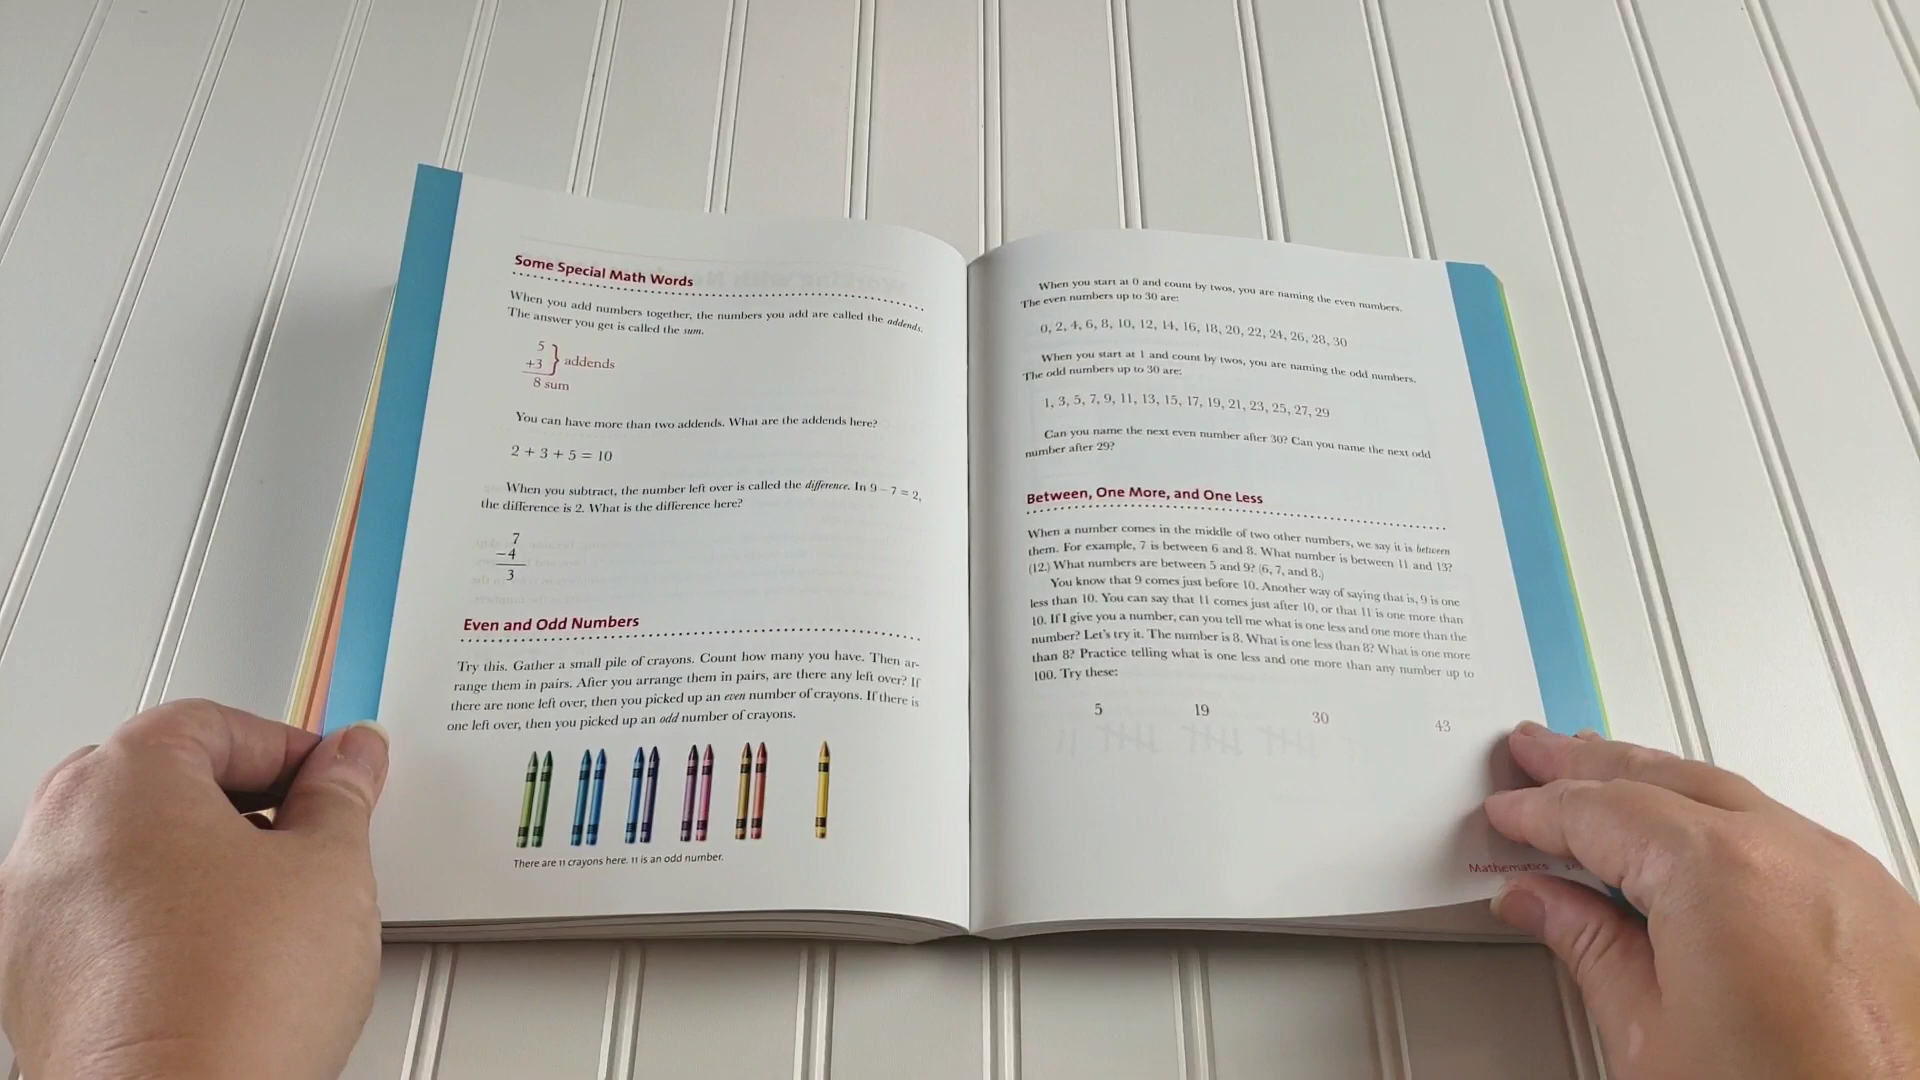 Some Special Math Words
When you add numbers together, the numbers you add are called the addends.
The answer you get is called the sum.
5
+3
} addends
8 sum
You can have more than two addends. What are the addends here?
2 + 3 + 5 = 10
When you subtract, the number left over is called the difference. In 9 – 7 = 2,
the difference is 2. What is the difference here?
7
–4
3
Even and Odd Numbers
Try this. Gather a small pile of crayons. Count how many you have. Then ar-
range them in pairs. After you arrange them in pairs, are there any left over? If
there are none left over, then you picked up an even number of crayons. If there is
one left over, then you picked up an odd number of crayons.
There are 11 crayons here. 11 is an odd number.
When you start at 0 and count by twos, you are naming the even numbers.
The even numbers up to 30 are:
0, 2, 4, 6, 8, 10, 12, 14, 16, 18, 20, 22, 24, 26, 28, 30
When you start at 1 and count by twos, you are naming the odd numbers.
The odd numbers up to 30 are:
1, 3, 5, 7, 9, 11, 13, 15, 17, 19, 21, 23, 25, 27, 29
Can you name the next even number after 30? Can you name the next odd
number after 29?
Between, One More, and One Less
When a number comes in the middle of two other numbers, we say it is between
them. For example, 7 is between 6 and 8. What number is between 11 and 13?
(12.) What numbers are between 5 and 9? (6, 7, and 8.)
You know that 9 comes just before 10. Another way of saying that is, 9 is one
less than 10. You can say that 11 comes just after 10, or that 11 is one more than
10. If I give you a number, can you tell me what is one less and one more than the
number? Let's try it. The number is 8. What is one less than 8? What is one more
than 8? Practice telling what is one less and one more than any number up to
100. Try these:
5 19 30 43
Mathematics